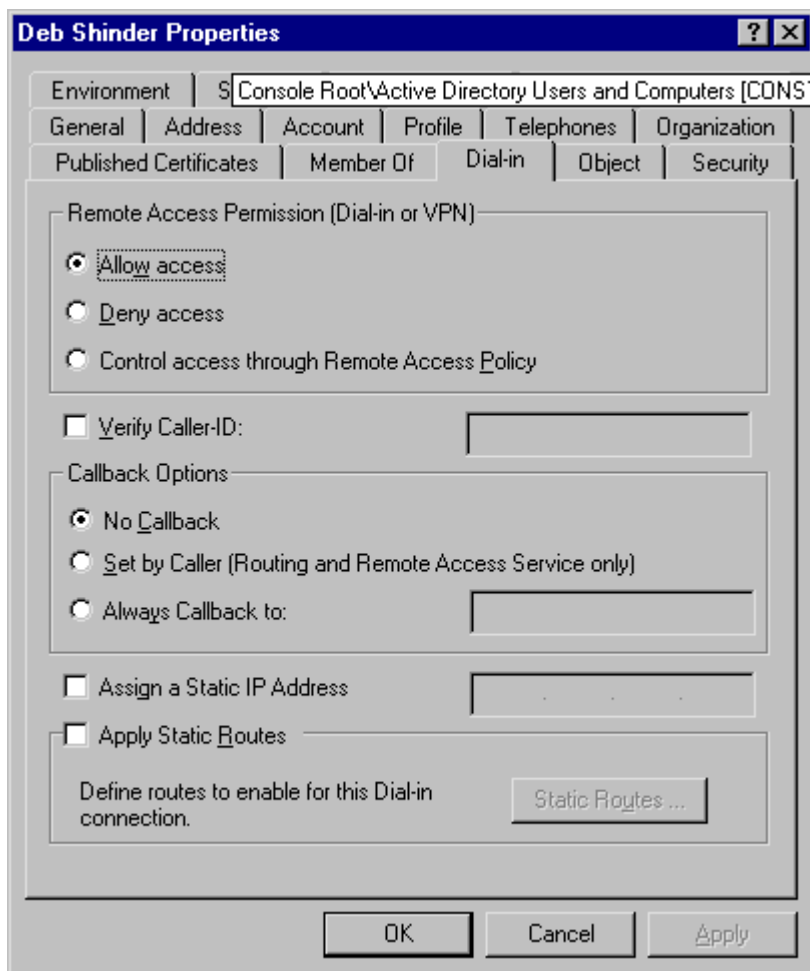 Deb Shinder Properties
Environment
Console Root\Active Directory Users and Computers [CONS
General Address Account Profile Telephones Organization
Published Certificates Member Of Dial-in Object Security
Remote Access Permission (Dial-in or VPN)
Allow access
Deny access
Control access through Remote Access Policy
Verify Caller-ID:
Callback Options
No Callback
Set by Caller (Routing and Remote Access Service only)
Always Callback to:
Assign a Static IP Address
Apply Static Routes
Define routes to enable for this Dial-in
connection.
Static Routes ...
OK Cancel Apply